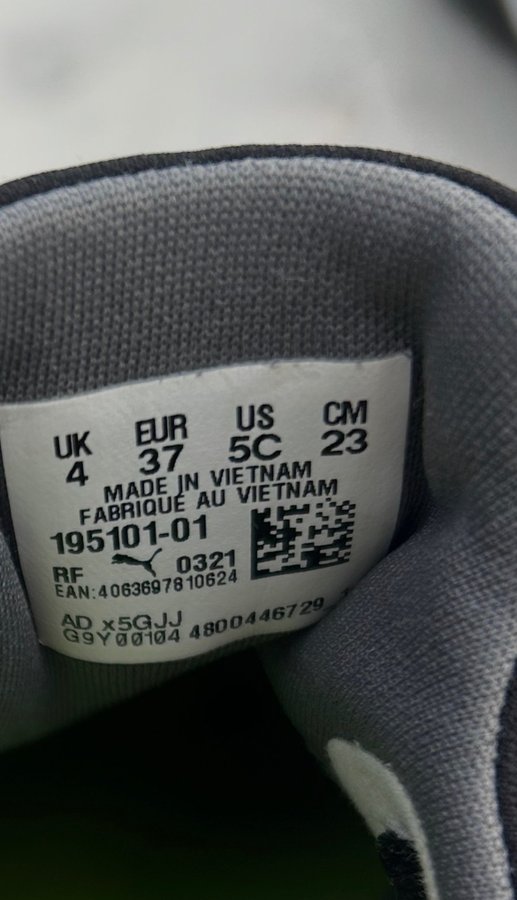 UK EUR US CM
4 37 5C 23
MADE IN VIETNAM
FABRIQUÉ AU VIETNAM
195101-01
RF 0321
EAN:4063697810624
AD x5GJJ
G9Y00104 4800446729